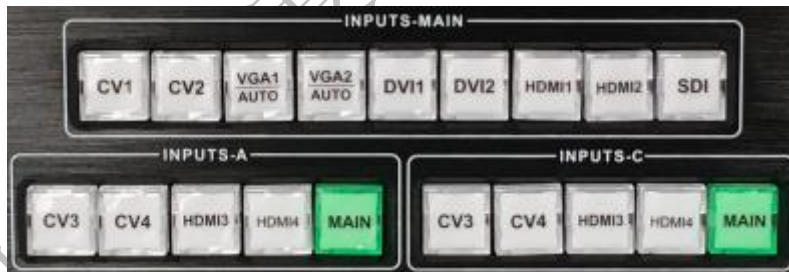 INPUTS-MAIN
CV1 CV2 VGA1 AUTO VGA2 AUTO DVI1 DVI2 HDMI1 HDMI2 SDI
INPUTS-A
CV3 CV4 HDMI3 HDMI4 MAIN
INPUTS-C
CV3 CV4 HDMI3 HDMI4 MAIN